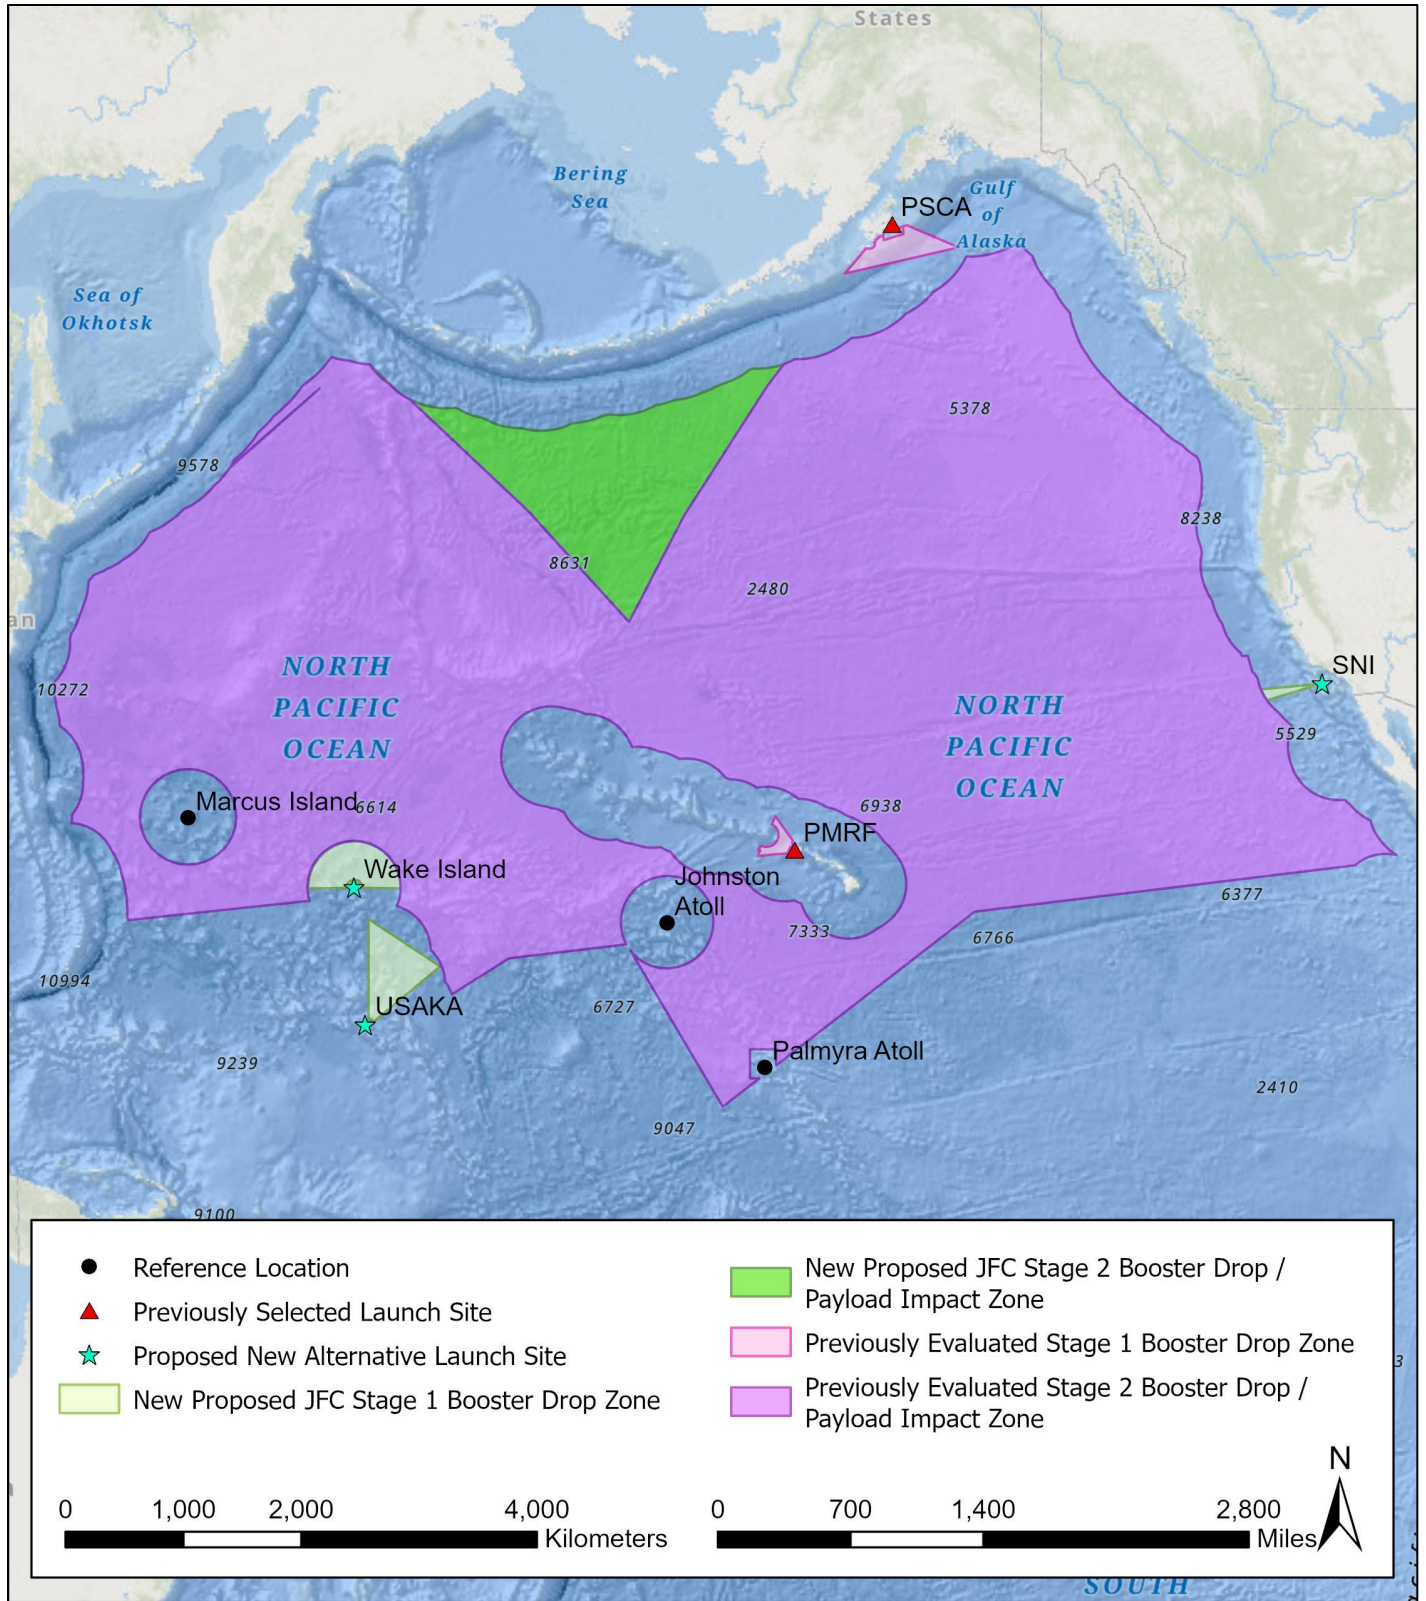 States
Bering
Sea
Gulf
of
Alaska
PSCA
Sea of
Okhotsk
5378
9578
8238
8631
2480
an
SNI
10272
NORTH
PACIFIC
OCEAN
NORTH
PACIFIC
OCEAN
5529
Marcus Island
6614
6938
PMRF
Wake Island
Johnston
Atoll
6377
7333
6766
10994
USAKA
6727
Palmyra Atoll
9239
2410
9047
9100
Reference Location
Previously Selected Launch Site
Proposed New Alternative Launch Site
New Proposed JFC Stage 1 Booster Drop Zone
New Proposed JFC Stage 2 Booster Drop /
Payload Impact Zone
Previously Evaluated Stage 1 Booster Drop Zone
Previously Evaluated Stage 2 Booster Drop /
Payload Impact Zone
3
N
0 1,000 2,000 4,000
Kilometers
0 700 1,400 2,800
Miles
SOUTH